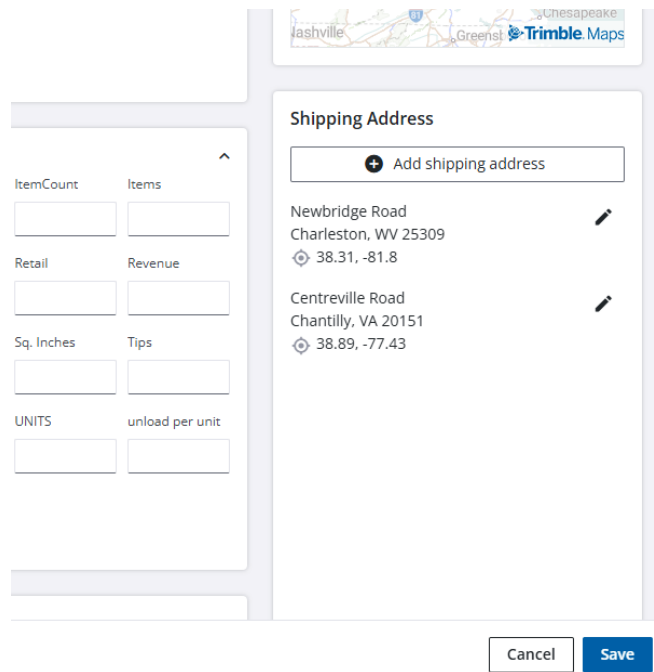 Chesapeake
81
Nashville
Greens
Trimble. Maps
Shipping Address
Add shipping address
Newbridge Road
Charleston, WV 25309
38.31, -81.8
Centreville Road
Chantilly, VA 20151
38.89, -77.43
ItemCount Items
Retail Revenue
Sq. Inches Tips
UNITS unload per unit
Cancel Save